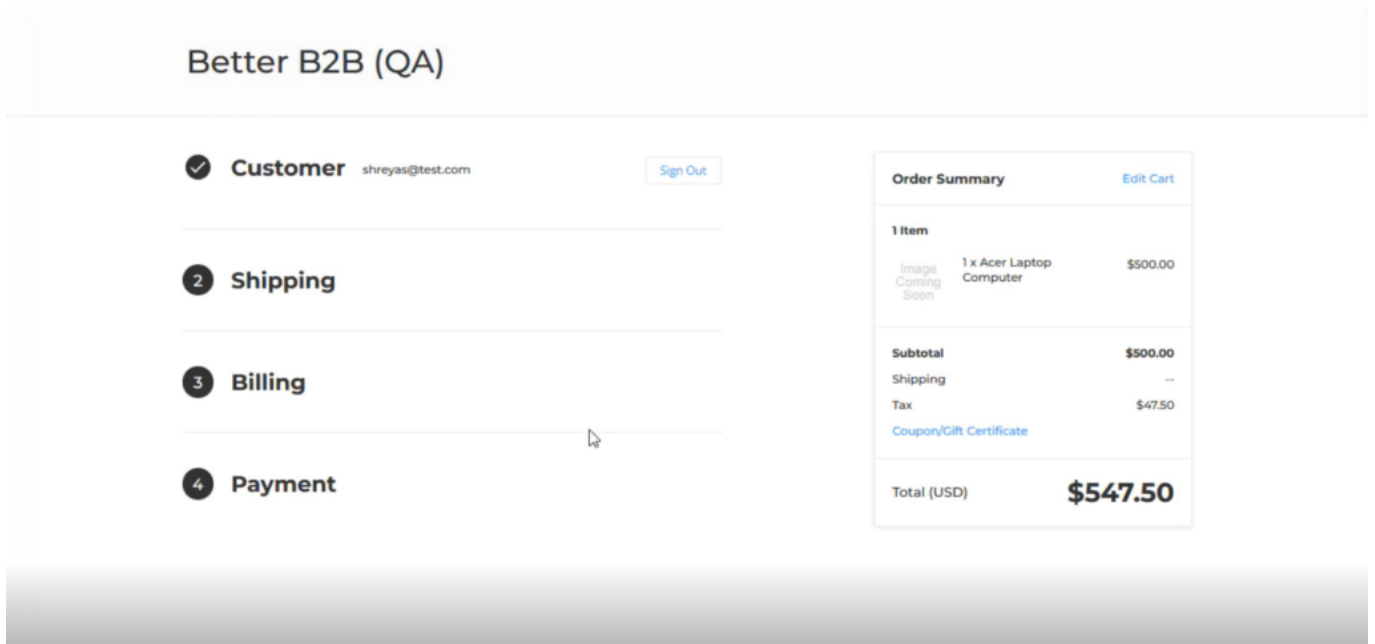 Better B2B (QA)
Customer shreyas@test.com Sign Out
2 Shipping
3 Billing
4 Payment
Order Summary Edit Cart
1 Item
Image
Coming
Soon
1 x Acer Laptop
Computer
$500.00
Subtotal $500.00
Shipping --
Tax $47.50
Coupon/Gift Certificate
Total (USD) $547.50